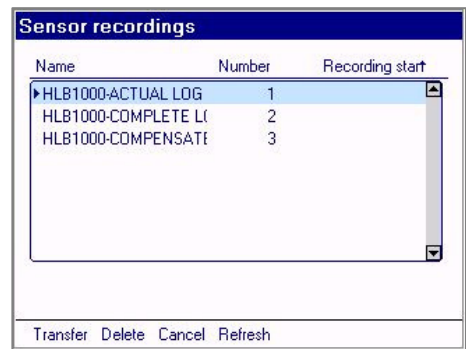 Sensor recordings
Name Number Recording start
HLB1000-ACTUAL LOG 1
HLB1000-COMPLETE L( 2
HLB1000-COMPENSATE 3
Transfer Delete Cancel Refresh